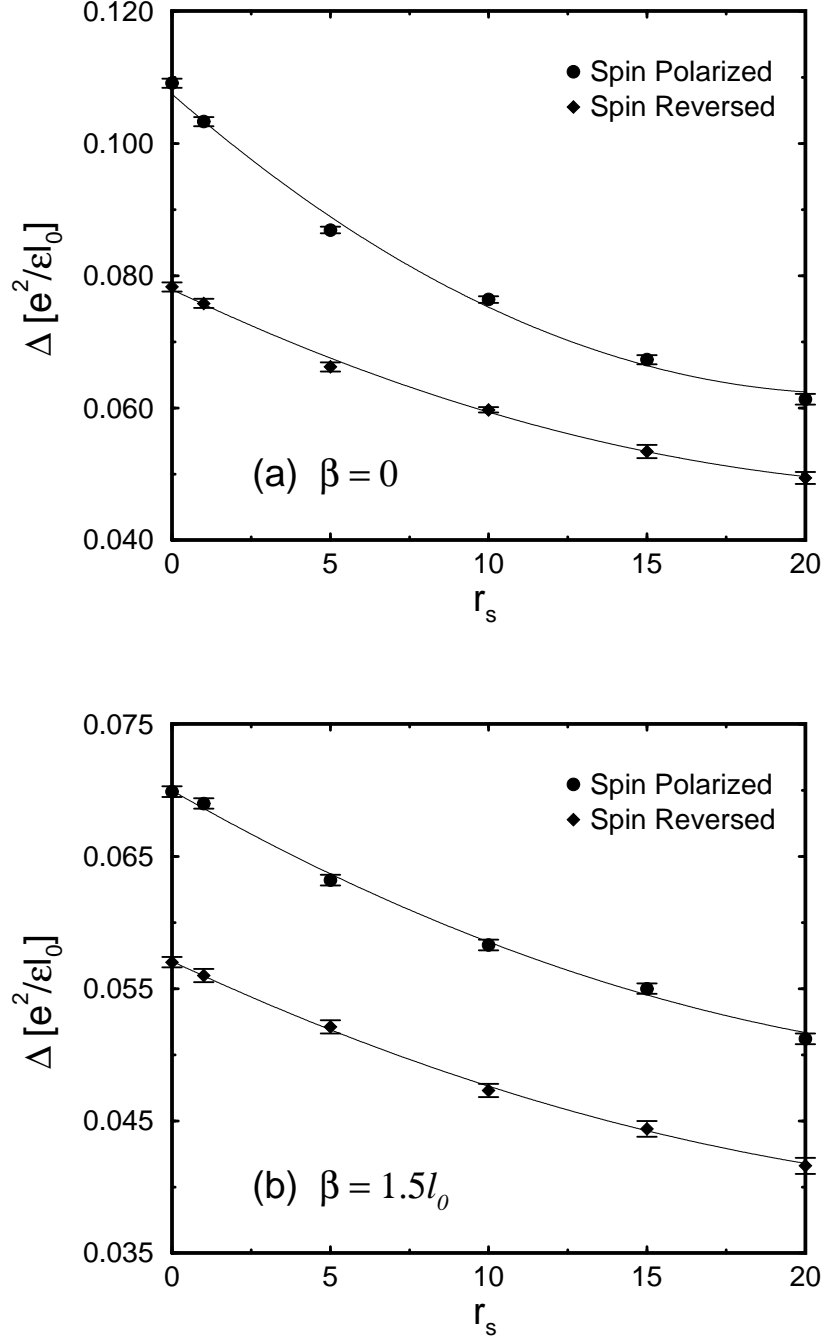 0.120
0.100
0.080
0.060
0.040
Δ [e²/εl₀]
Spin Polarized
Spin Reversed
(a) β = 0
0 5 10 15 20
rₛ
0.075
0.065
0.055
0.045
0.035
Δ [e²/εl₀]
Spin Polarized
Spin Reversed
(b) β = 1.5l₀
0 5 10 15 20
rₛ